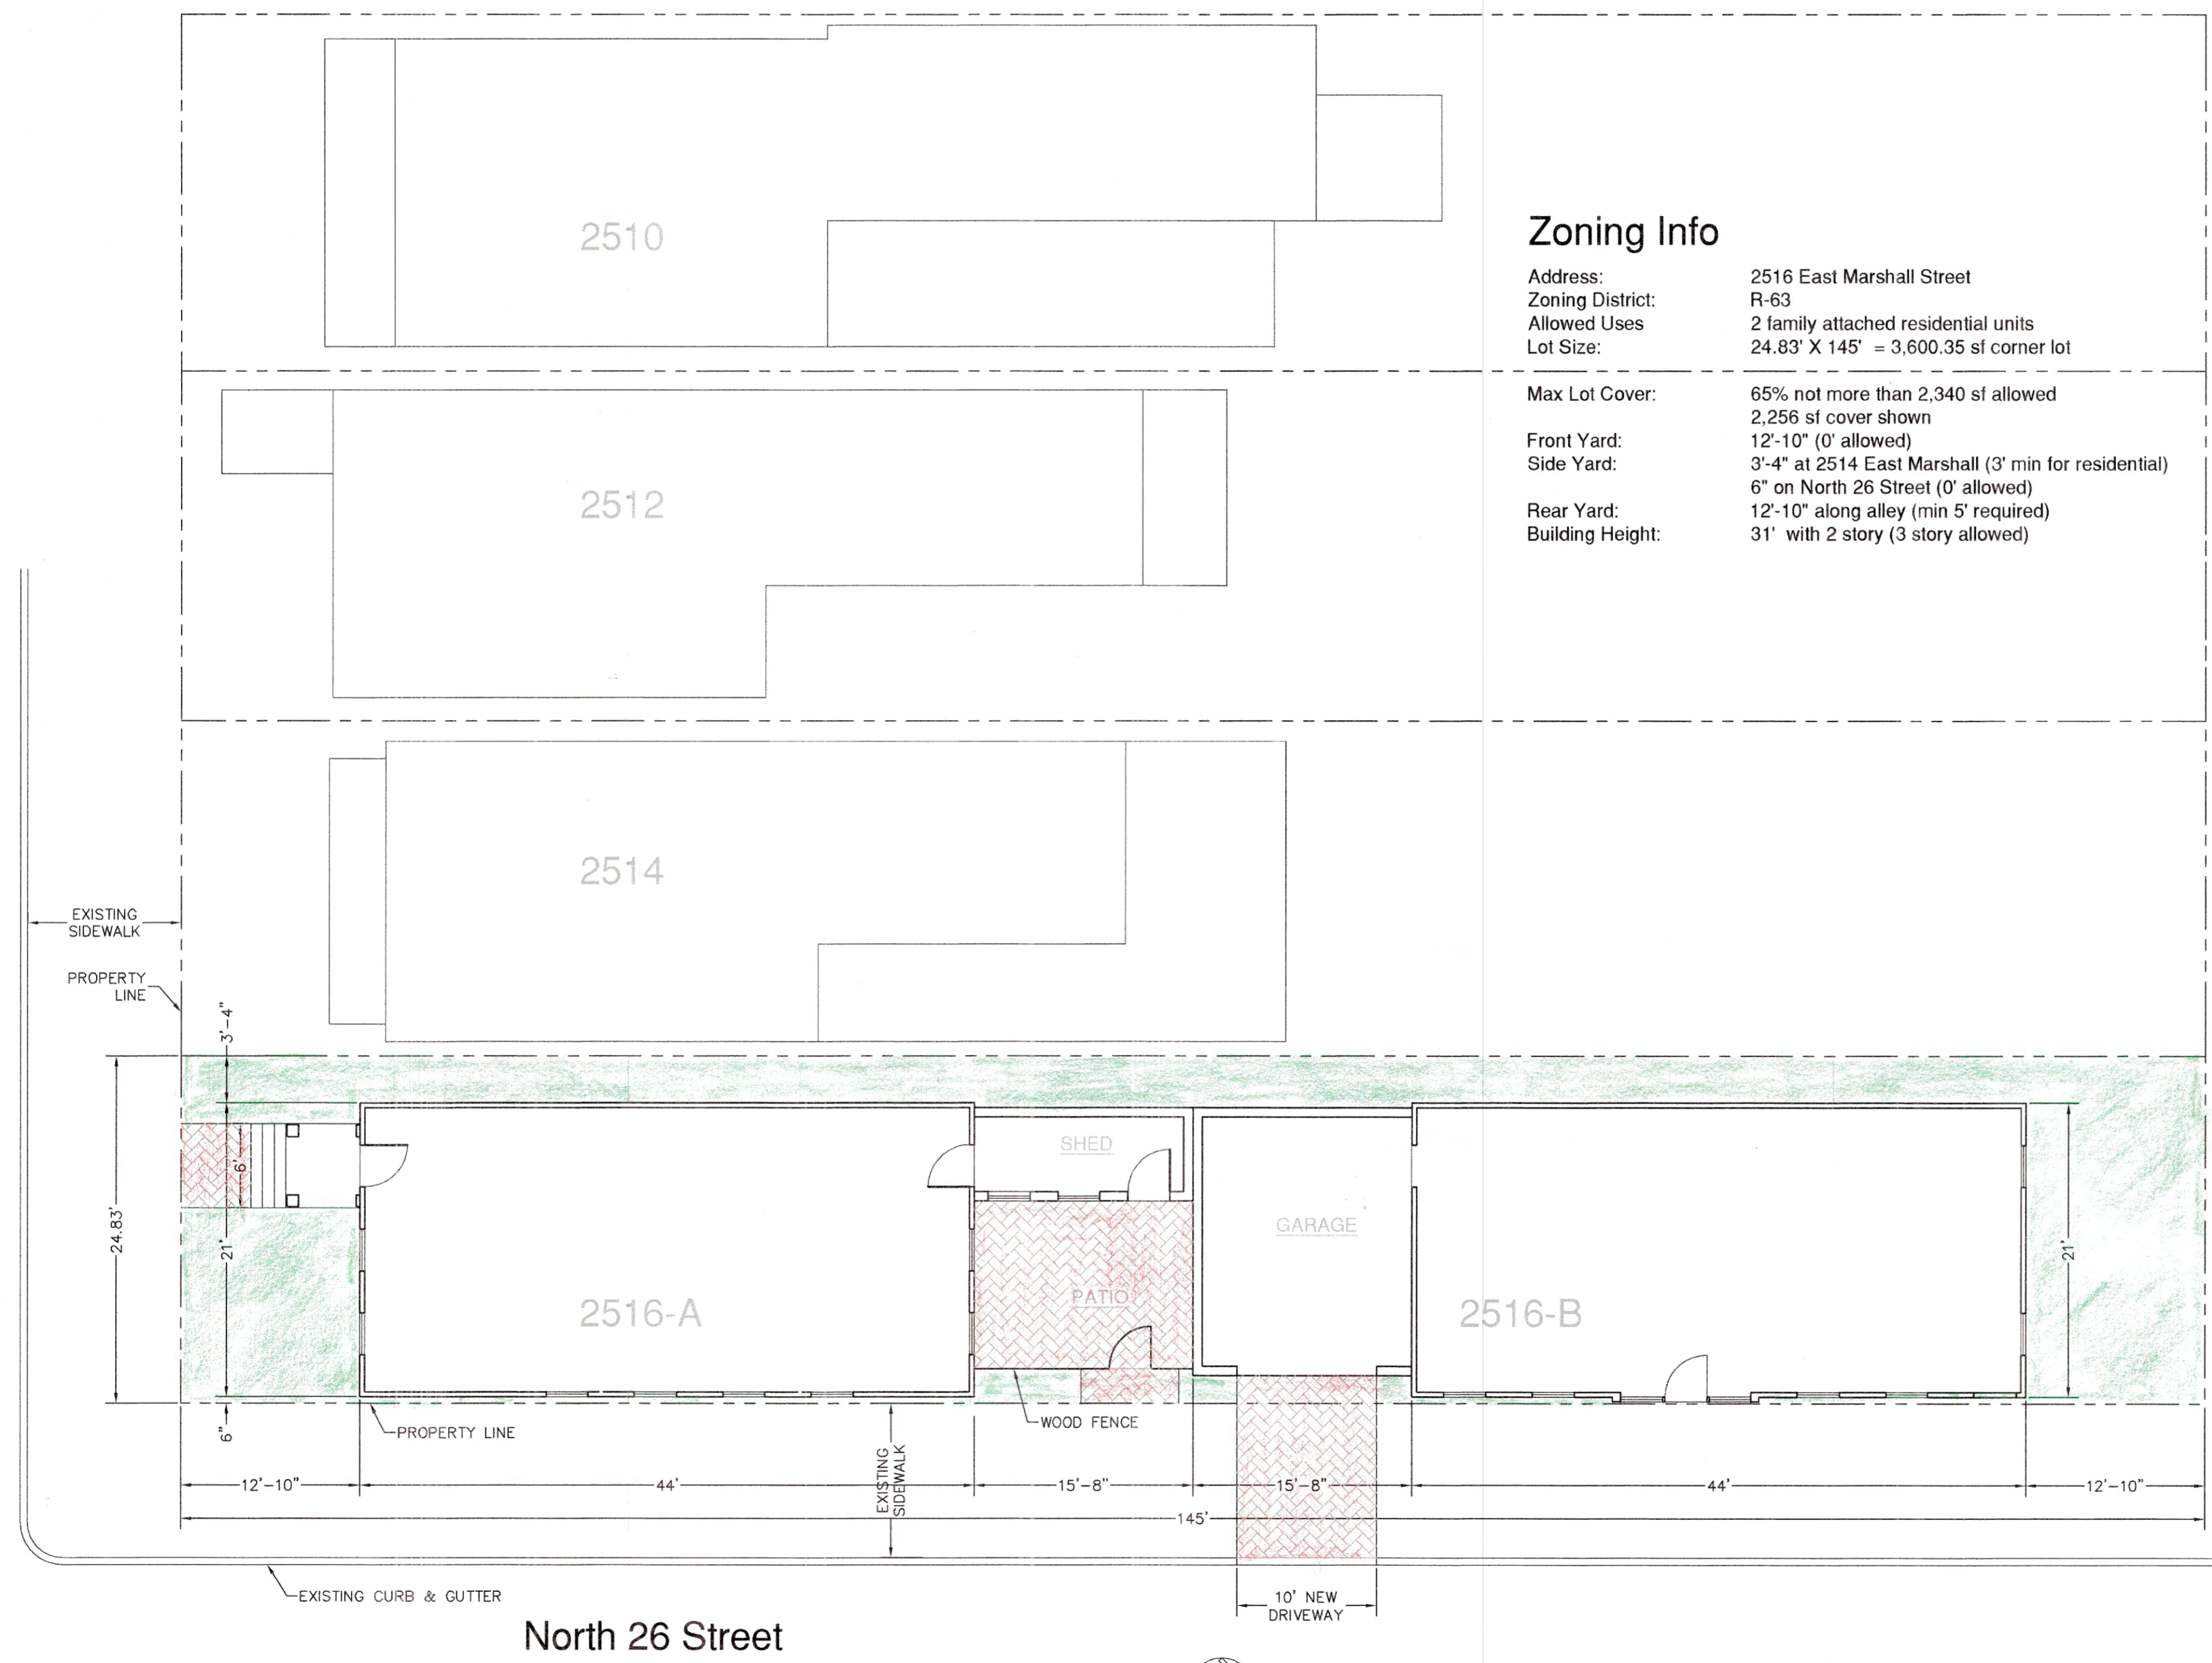 2510
Zoning Info
Address: 2516 East Marshall Street
Zoning District: R-63
Allowed Uses 2 family attached residential units
Lot Size: 24.83' X 145' = 3,600.35 sf corner lot
Max Lot Cover: 65% not more than 2,340 sf allowed
2,256 sf cover shown
Front Yard: 12'-10" (0' allowed)
Side Yard: 3'-4" at 2514 East Marshall (3' min for residential)
6" on North 26 Street (0' allowed)
Rear Yard: 12'-10" along alley (min 5' required)
Building Height: 31' with 2 story (3 story allowed)
2512
2514
EXISTING
SIDEWALK
PROPERTY
LINE
3'-4"
24.83'
6'
21'
6"
SHED
GARAGE
PATIO
2516-A
2516-B
21'
PROPERTY LINE
WOOD FENCE
EXISTING
SIDEWALK
12'-10"
44'
15'-8"
15'-8"
44'
12'-10"
145'
EXISTING CURB & GUTTER
10' NEW
DRIVEWAY
North 26 Street